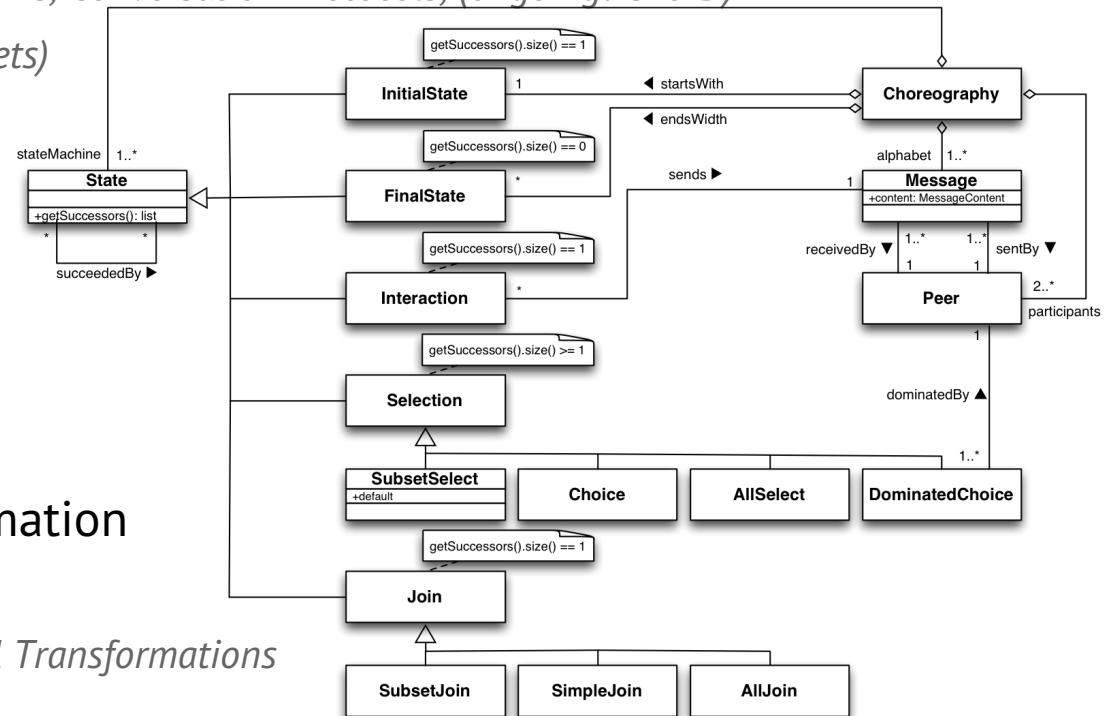 ets)
getSuccessors().size() == 1
InitialState
1
◀ startsWith
Choreography
◀ endsWidth
stateMachine
1..*
getSuccessors().size() == 0
alphabet
1..*
State
+getSuccessors(): list
FinalState
*
sends ▶
1
Message
+content: MessageContent
*
*
succeededBy ▶
getSuccessors().size() == 1
receivedBy ▼
1..*
1..*
sentBy ▼
1
1
Interaction
*
Peer
2..*
participants
getSuccessors().size() >= 1
1
Selection
dominatedBy ▲
1..*
SubsetSelect
+default
Choice
AllSelect
DominatedChoice
mation
getSuccessors().size() == 1
Join
Transformations
SubsetJoin
SimpleJoin
AllJoin